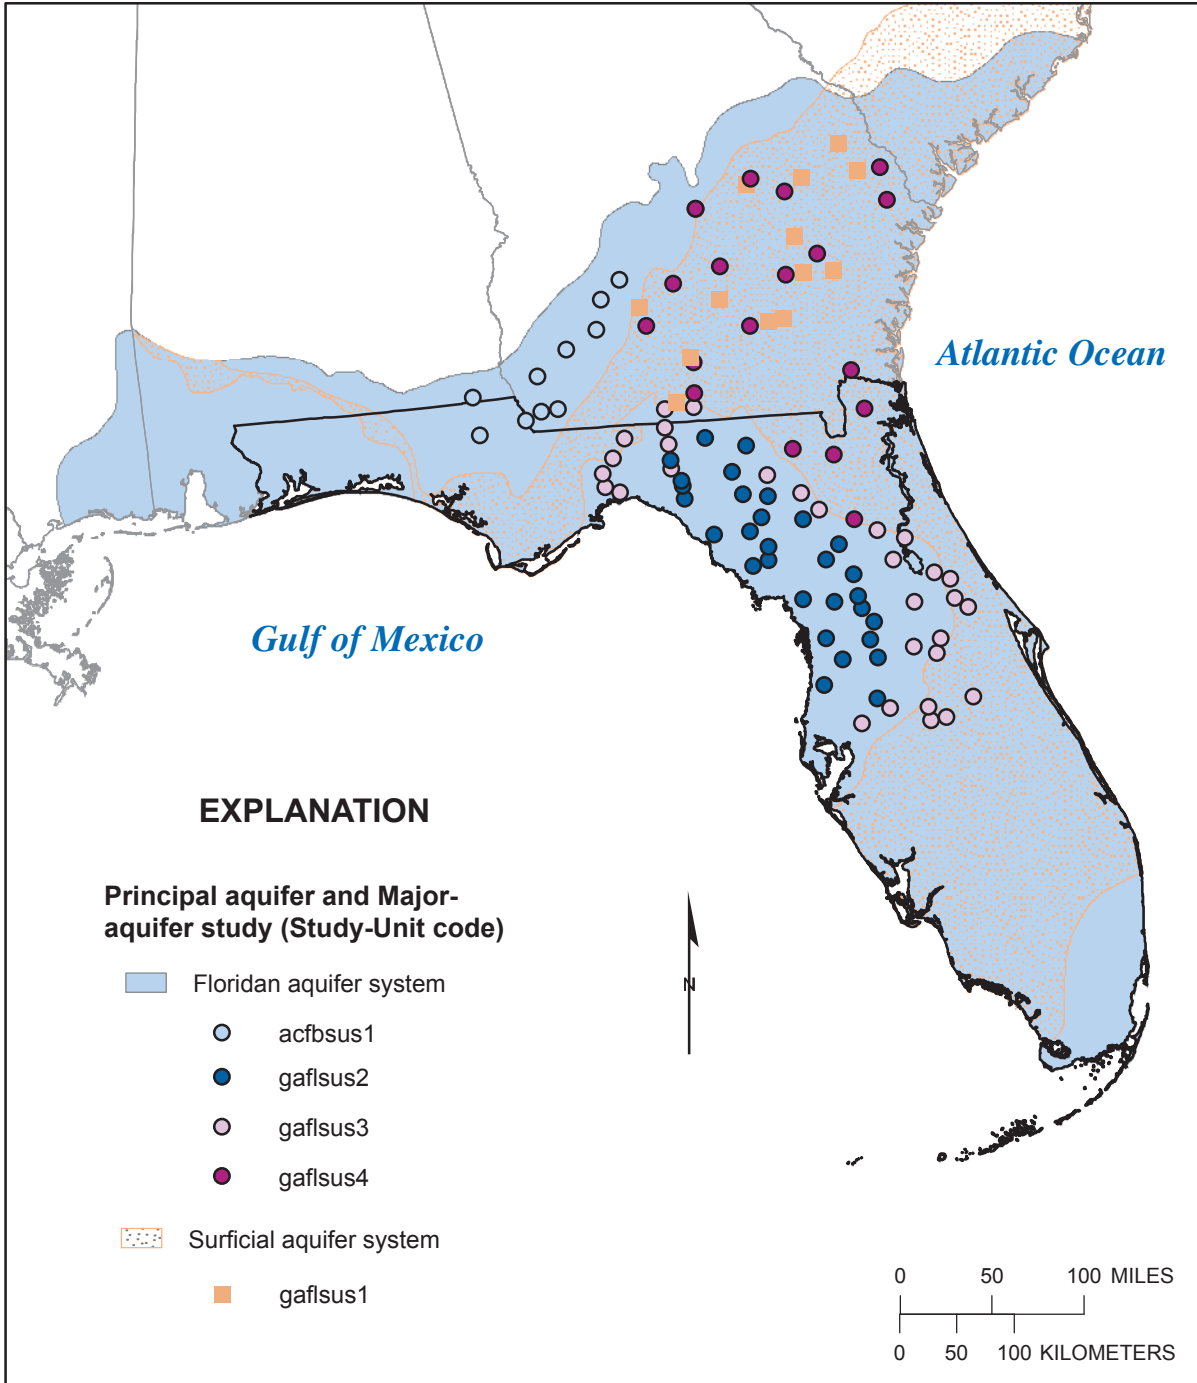 Atlantic Ocean
Gulf of Mexico
EXPLANATION
Principal aquifer and Major-
aquifer study (Study-Unit code)
Floridan aquifer system
acfbsus1
gaflsus2
gaflsus3
gaflsus4
Surficial aquifer system
gaflsus1
N
0 50 100 MILES
0 50 100 KILOMETERS